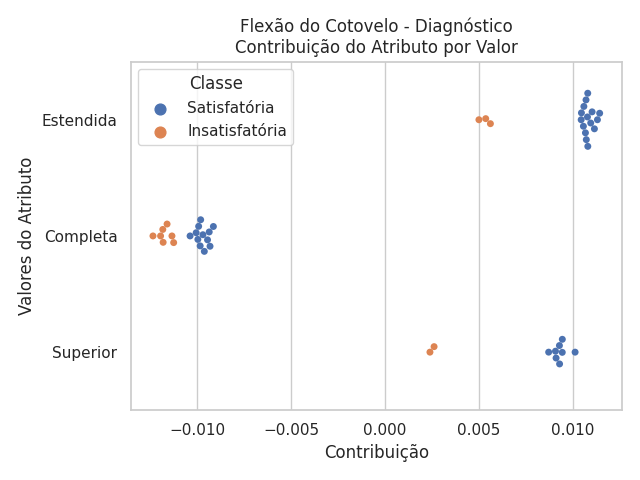 Flexão do Cotovelo - Diagnóstico
Contribuição do Atributo por Valor
Classe
Satisfatória
Insatisfatória
Valores do Atributo
Estendida
Completa
Superior
−0.010
−0.005
0.000
0.005
0.010
Contribuição